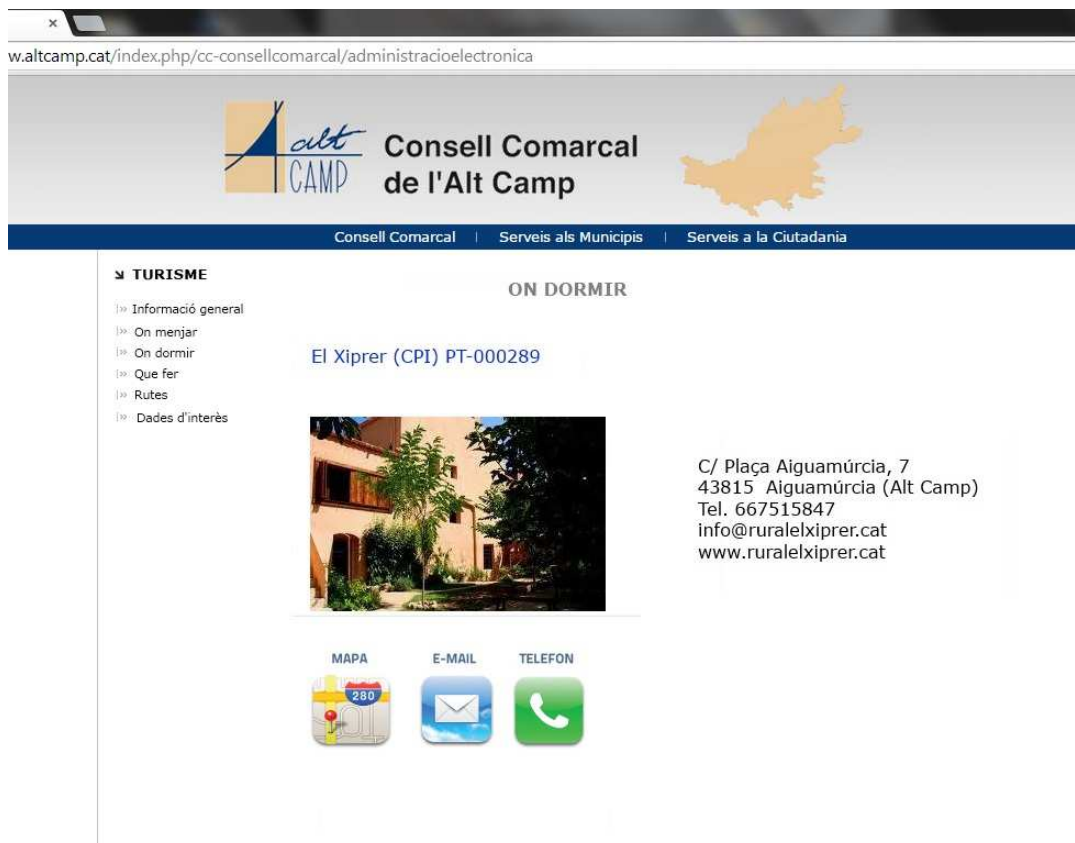 w.altcamp.cat/index.php/cc-consellcomarcal/administracioelectronica
alt
CAMP
Consell Comarcal
de l'Alt Camp
Consell Comarcal | Serveis als Municipis | Serveis a la Ciutadania
TURISME
Informació general
On menjar
On dormir
Que fer
Rutes
Dades d'interès
ON DORMIR
El Xiprer (CPI) PT-000289
C/ Plaça Aiguamúrcia, 7
43815 Aiguamúrcia (Alt Camp)
Tel. 667515847
info@ruralelxiprer.cat
www.ruralelxiprer.cat
MAPA E-MAIL TELEFON
280